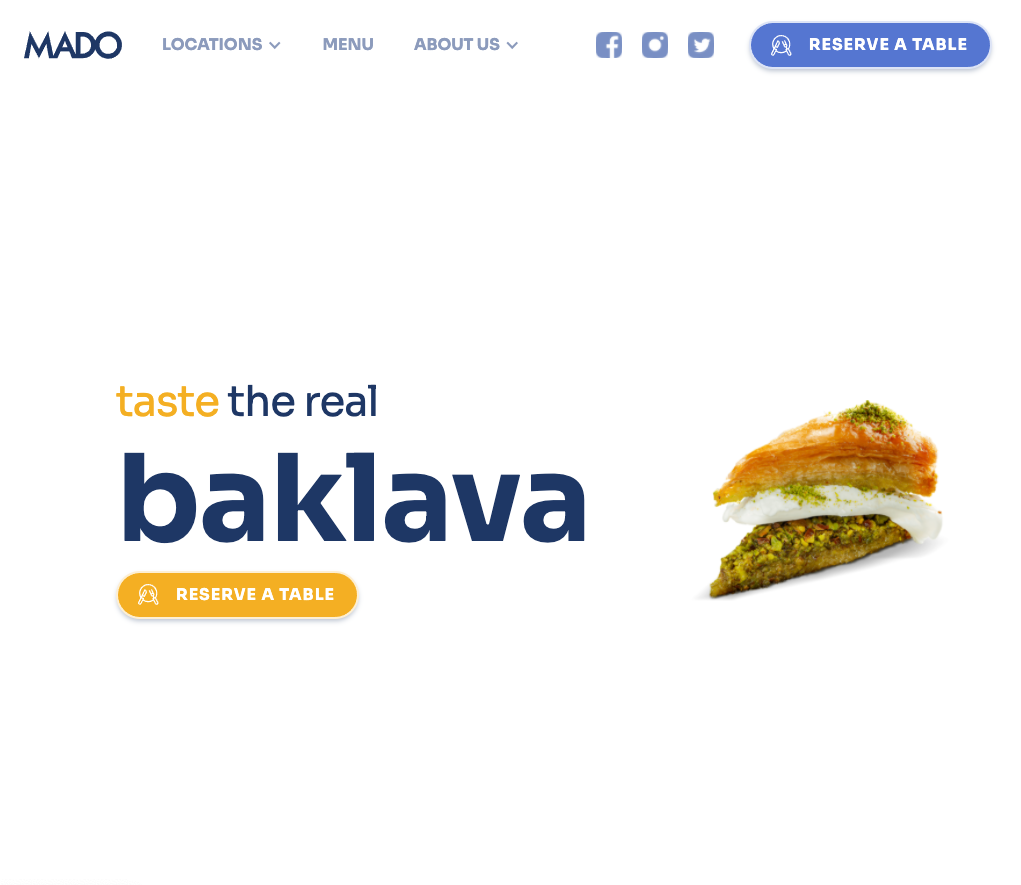 MADO
LOCATIONS
MENU
ABOUT US
RESERVE A TABLE
taste the real
baklava
RESERVE A TABLE